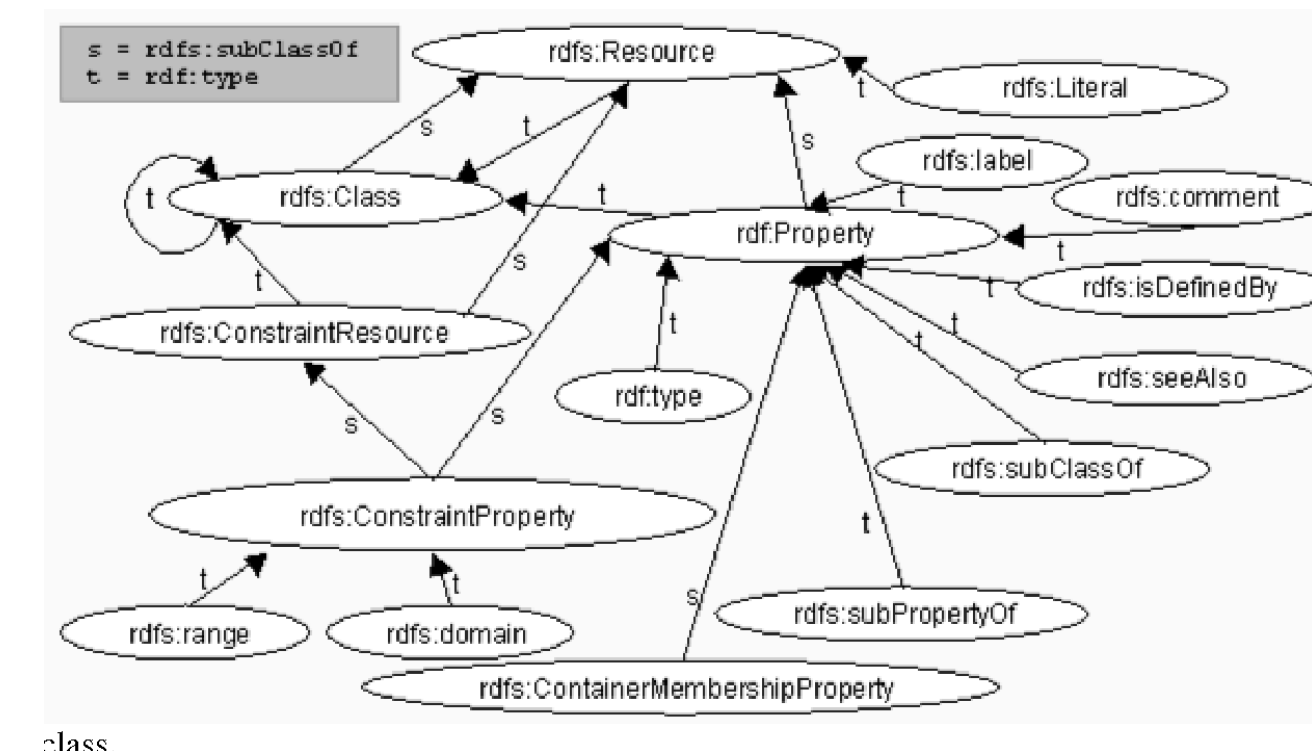 s = rdfs:subClassOf
t = rdf:type
rdfs:Resource
rdfs:Literal
t
s
t
s
rdfs:label
t
rdfs:Class
t
t
rdfs:comment
rdf:Property
t
s
t
rdfs:isDefinedBy
t
rdfs:ConstraintResource
t
t
t
rdfs:seeAlso
rdf:type
s
s
rdfs:subClassOf
rdfs:ConstraintProperty
t
t
t
s
rdfs:subPropertyOf
rdfs:range
rdfs:domain
rdfs:ContainerMembershipProperty
class.